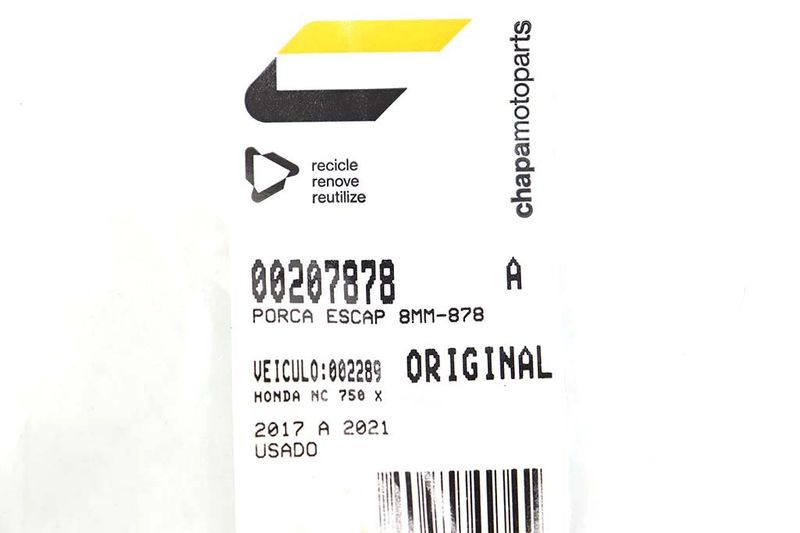 chapamotoparts
recicle
renove
reutilize
00207878 A
PORCA ESCAP 8MM-878
VEICULO:002289 ORIGINAL
HONDA NC 750 X
2017 A 2021
USADO